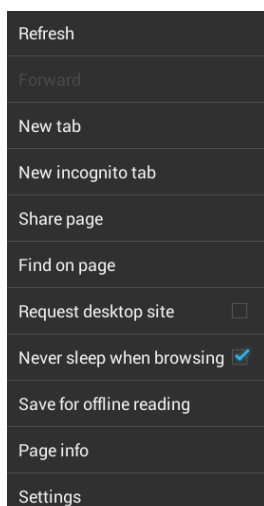 Refresh
Forward
New tab
New incognito tab
Share page
Find on page
Request desktop site
Never sleep when browsing
Save for offline reading
Page info
Settings